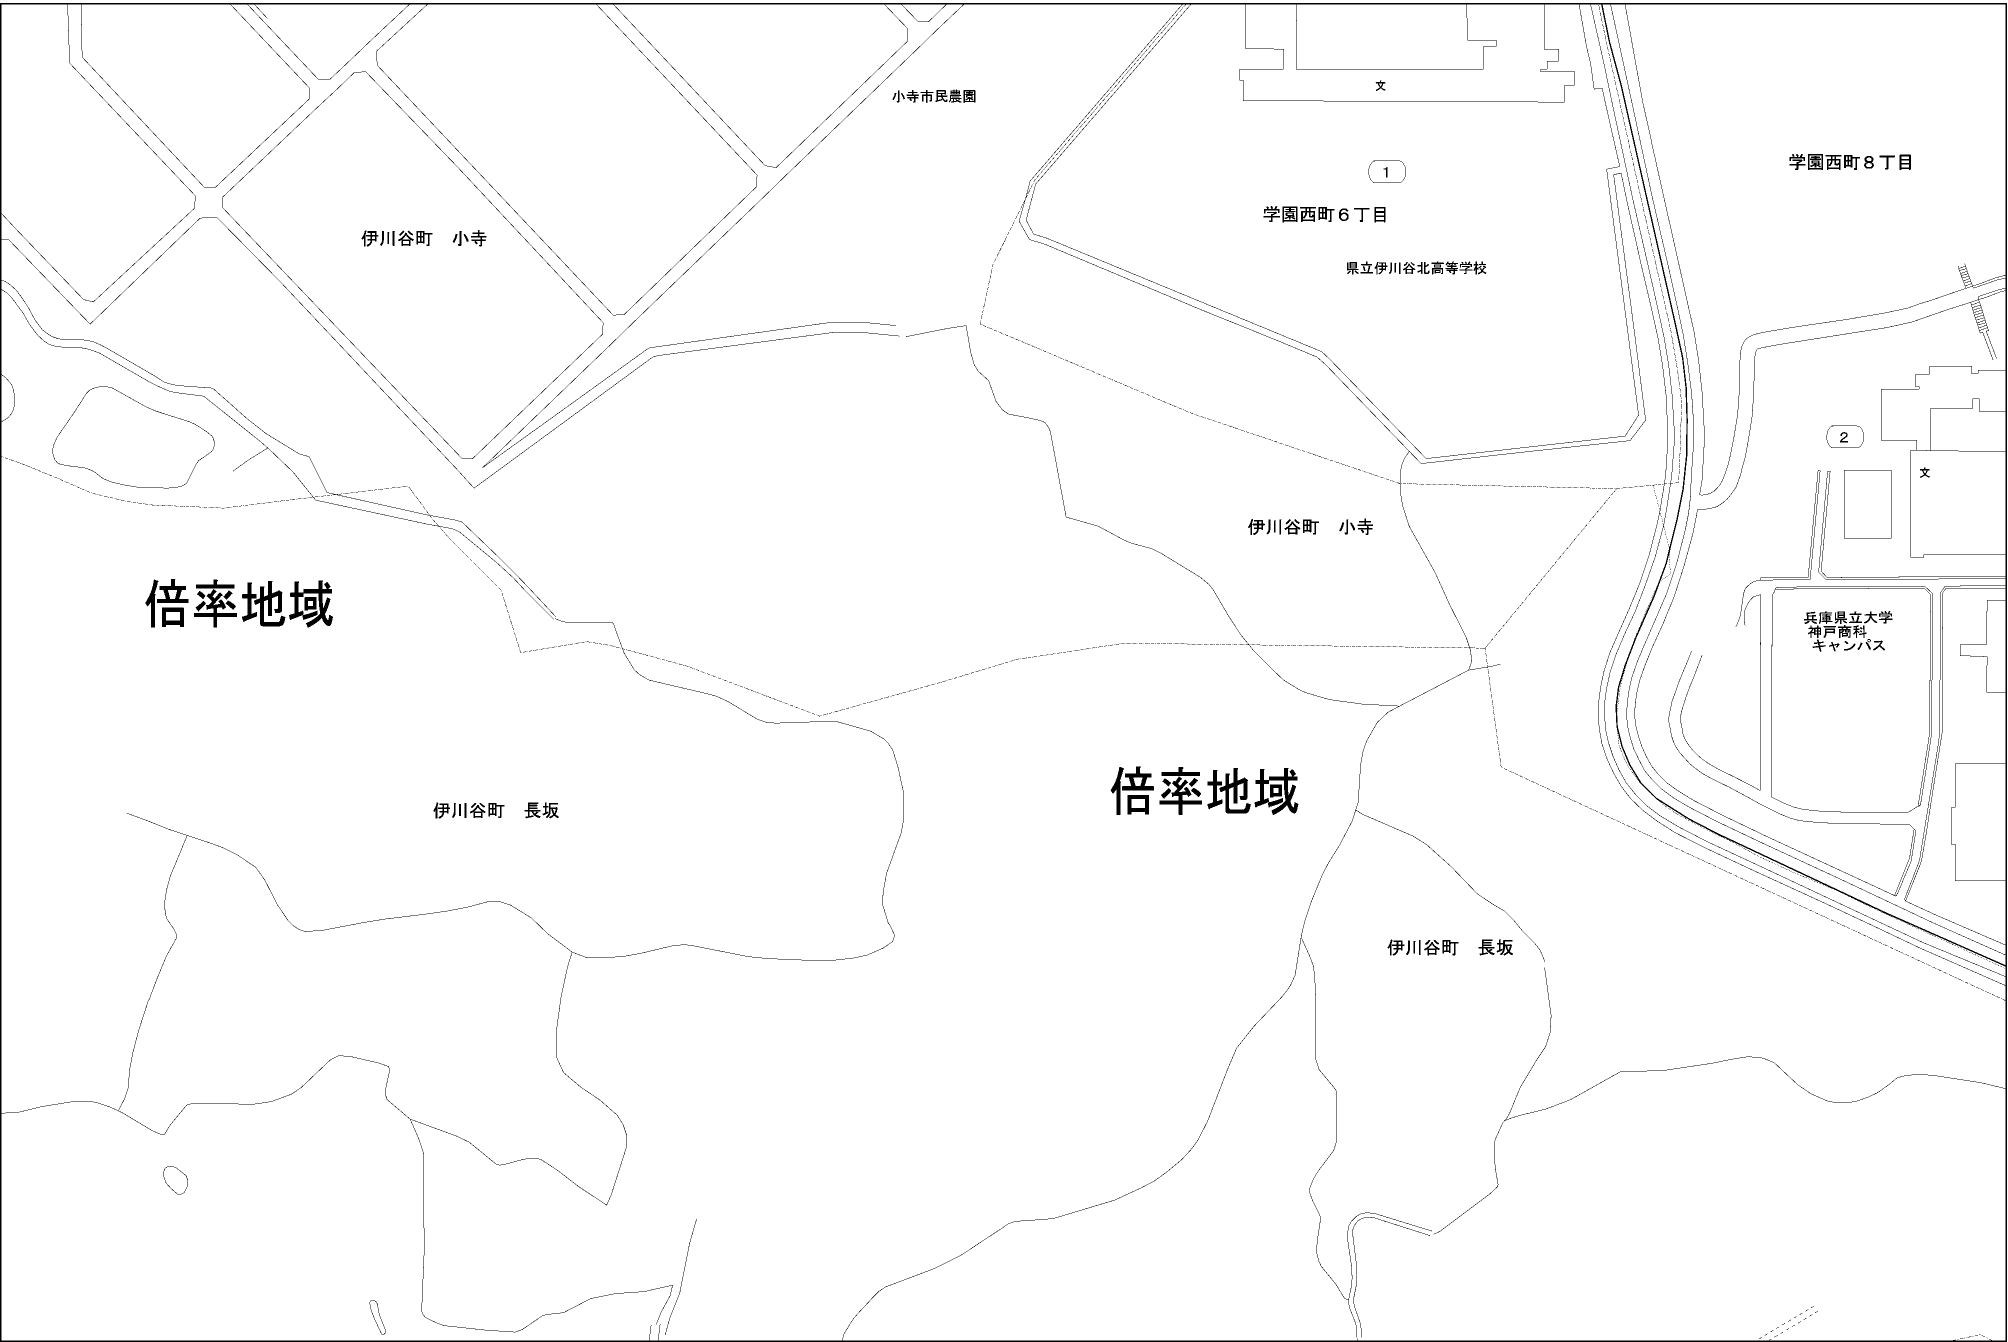 小寺市民農園
文
1
学園西町8丁目
学園西町6丁目
伊川谷町　小寺
県立伊川谷北高等学校
2
文
伊川谷町　小寺
倍率地域
兵庫県立大学
神戸商科
キャンパス
倍率地域
伊川谷町　長坂
伊川谷町　長坂